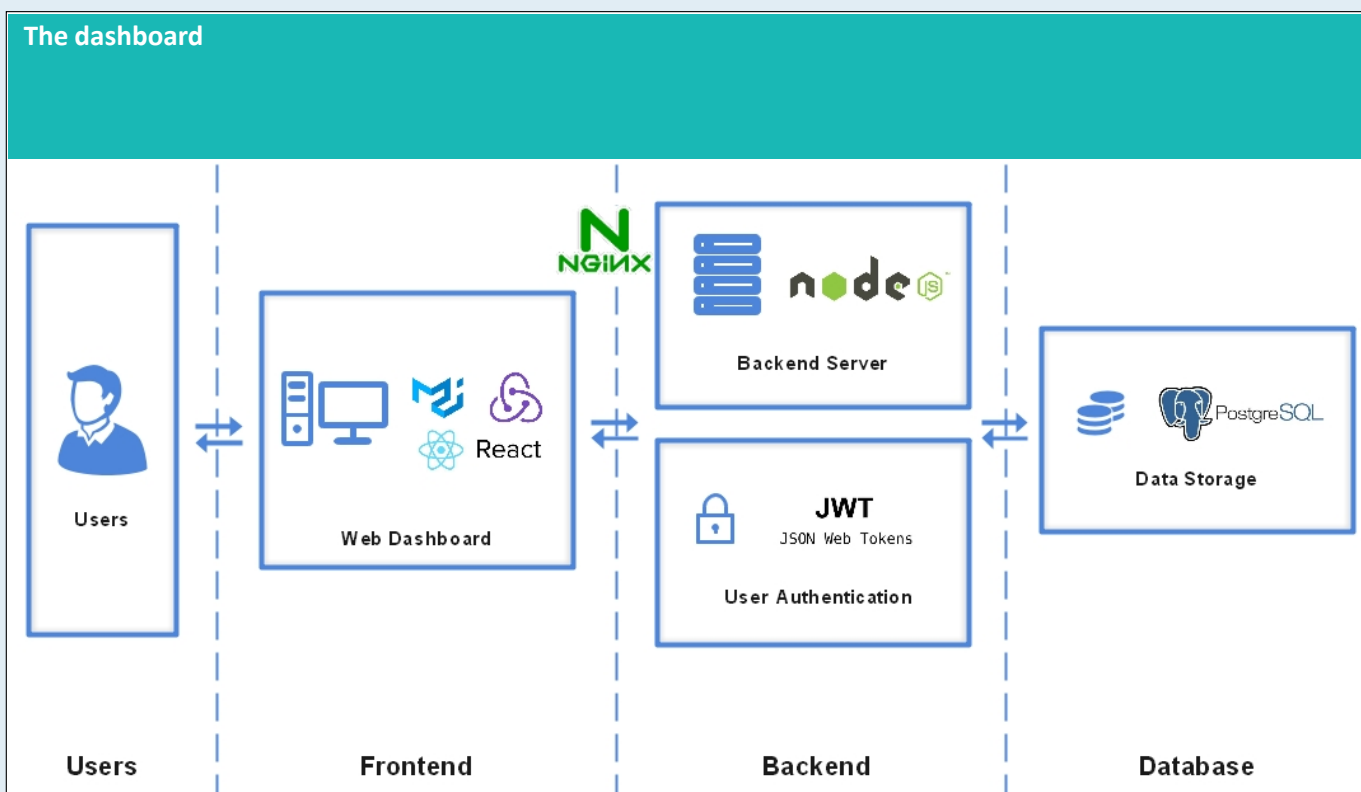 The dashboard
NGINX
node
JS
Backend Server
Users
React
Web Dashboard
JWT
JSON Web Tokens
User Authentication
PostgreSQL
Data Storage
Users
Frontend
Backend
Database